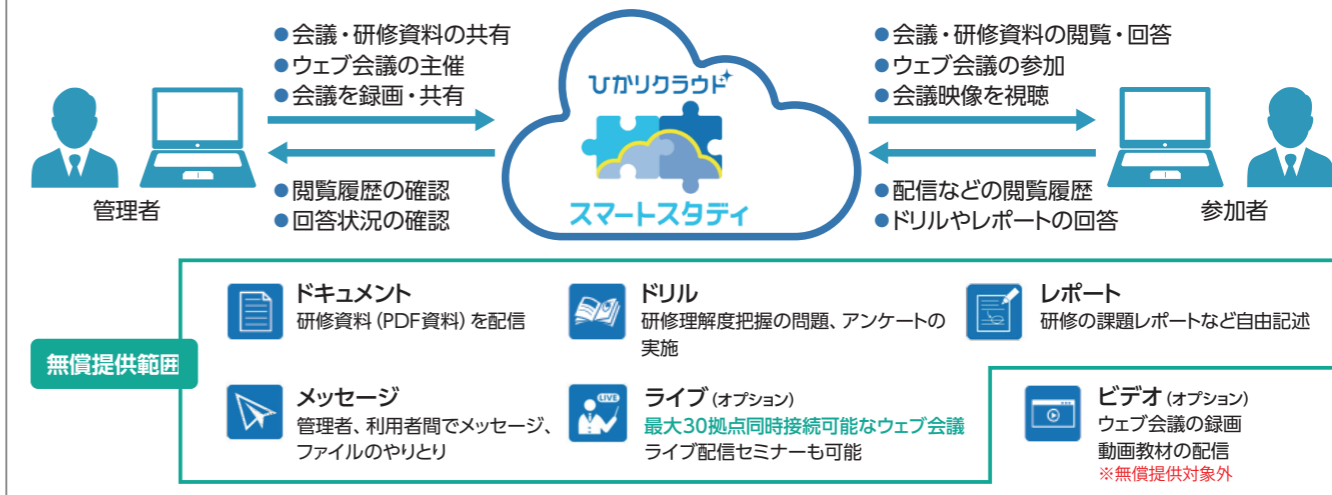 ●会議・研修資料の共有
●ウェブ会議の主催
●会議を録画・共有
管理者
●閲覧履歴の確認
●回答状況の確認
ひかりクラウド
スマートスタディ
●会議・研修資料の閲覧・回答
●ウェブ会議の参加
●会議映像を視聴
●配信などの閲覧履歴
●ドリルやレポートの回答
参加者
無償提供範囲
ドキュメント
研修資料(PDF資料)を配信
ドリル
研修理解度把握の問題、アンケートの
実施
レポート
研修の課題レポートなど自由記述
メッセージ
管理者、利用者間でメッセージ、
ファイルのやりとり
LIVE
ライブ(オプション)
最大30拠点同時接続可能なウェブ会議
ライブ配信セミナーも可能
ビデオ(オプション)
ウェブ会議の録画
動画教材の配信
※無償提供対象外